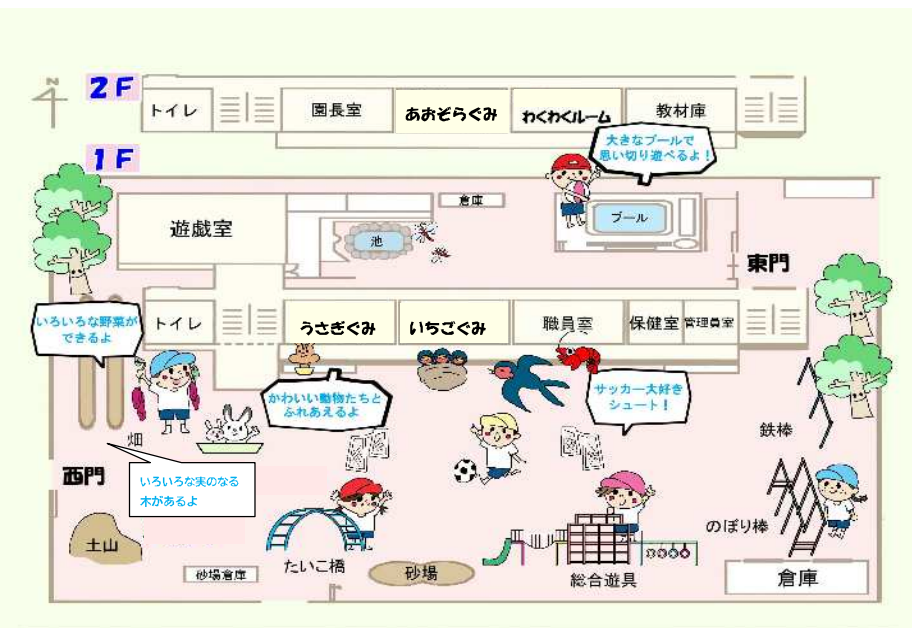 N
2F
トイレ
園長室
あおぞらぐみ
わくわくルーム
教材庫
大きなプールで
思い切り遊べるよ！
1F
倉庫
遊戯室
池
プール
東門
いろいろな野菜が
できるよ
トイレ
うさぎぐみ
いちごぐみ
職員室
保健室
管理員室
かわいい動物たちと
ふれあえるよ
サッカー大好き
シュート！
畑
鉄棒
西門
いろいろな実のなる
木があるよ
土山
のぼり棒
たいこ橋
砂場倉庫
砂場
総合遊具
倉庫